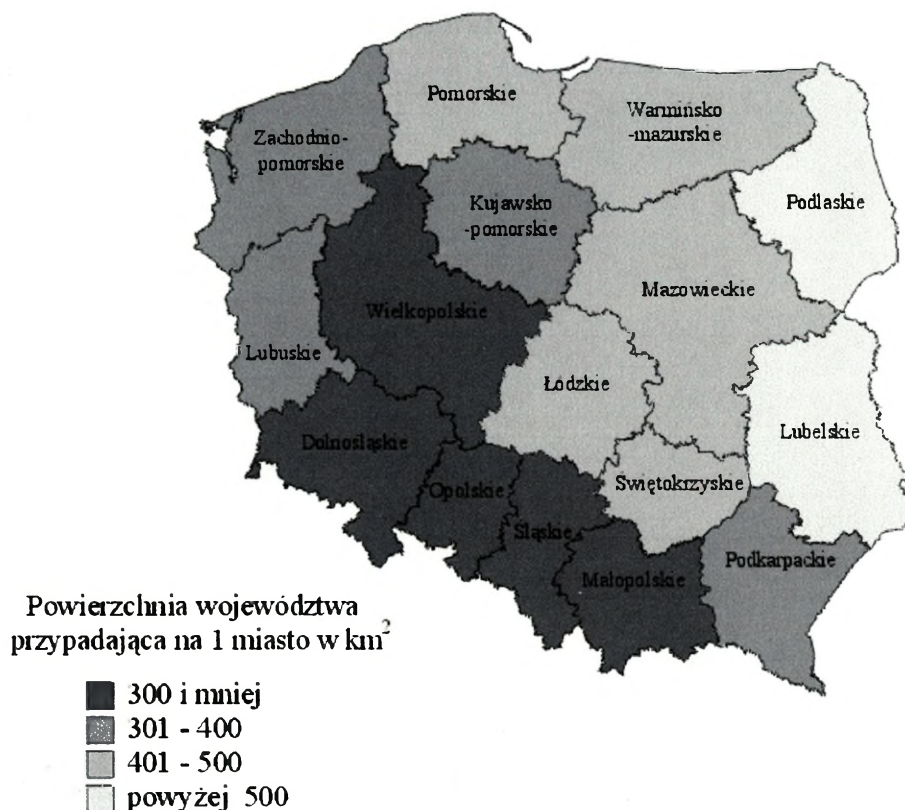 Pomorskie
Warmińsko
-mazurskie
Zachodnio-
pomorskie
Kujawsko
-pomorskie
Podlaskie
Mazowieckie
Wielkopolskie
Lubuskie
Łódzkie
Dolnośląskie
Lubelskie
Opolskie
Świętokrzyskie
Śląskie
Małopolskie
Podkarpackie
Powierzchnia województwa
przypadająca na 1 miasto w km²
300 i mniej
301 - 400
401 - 500
powyżej 500